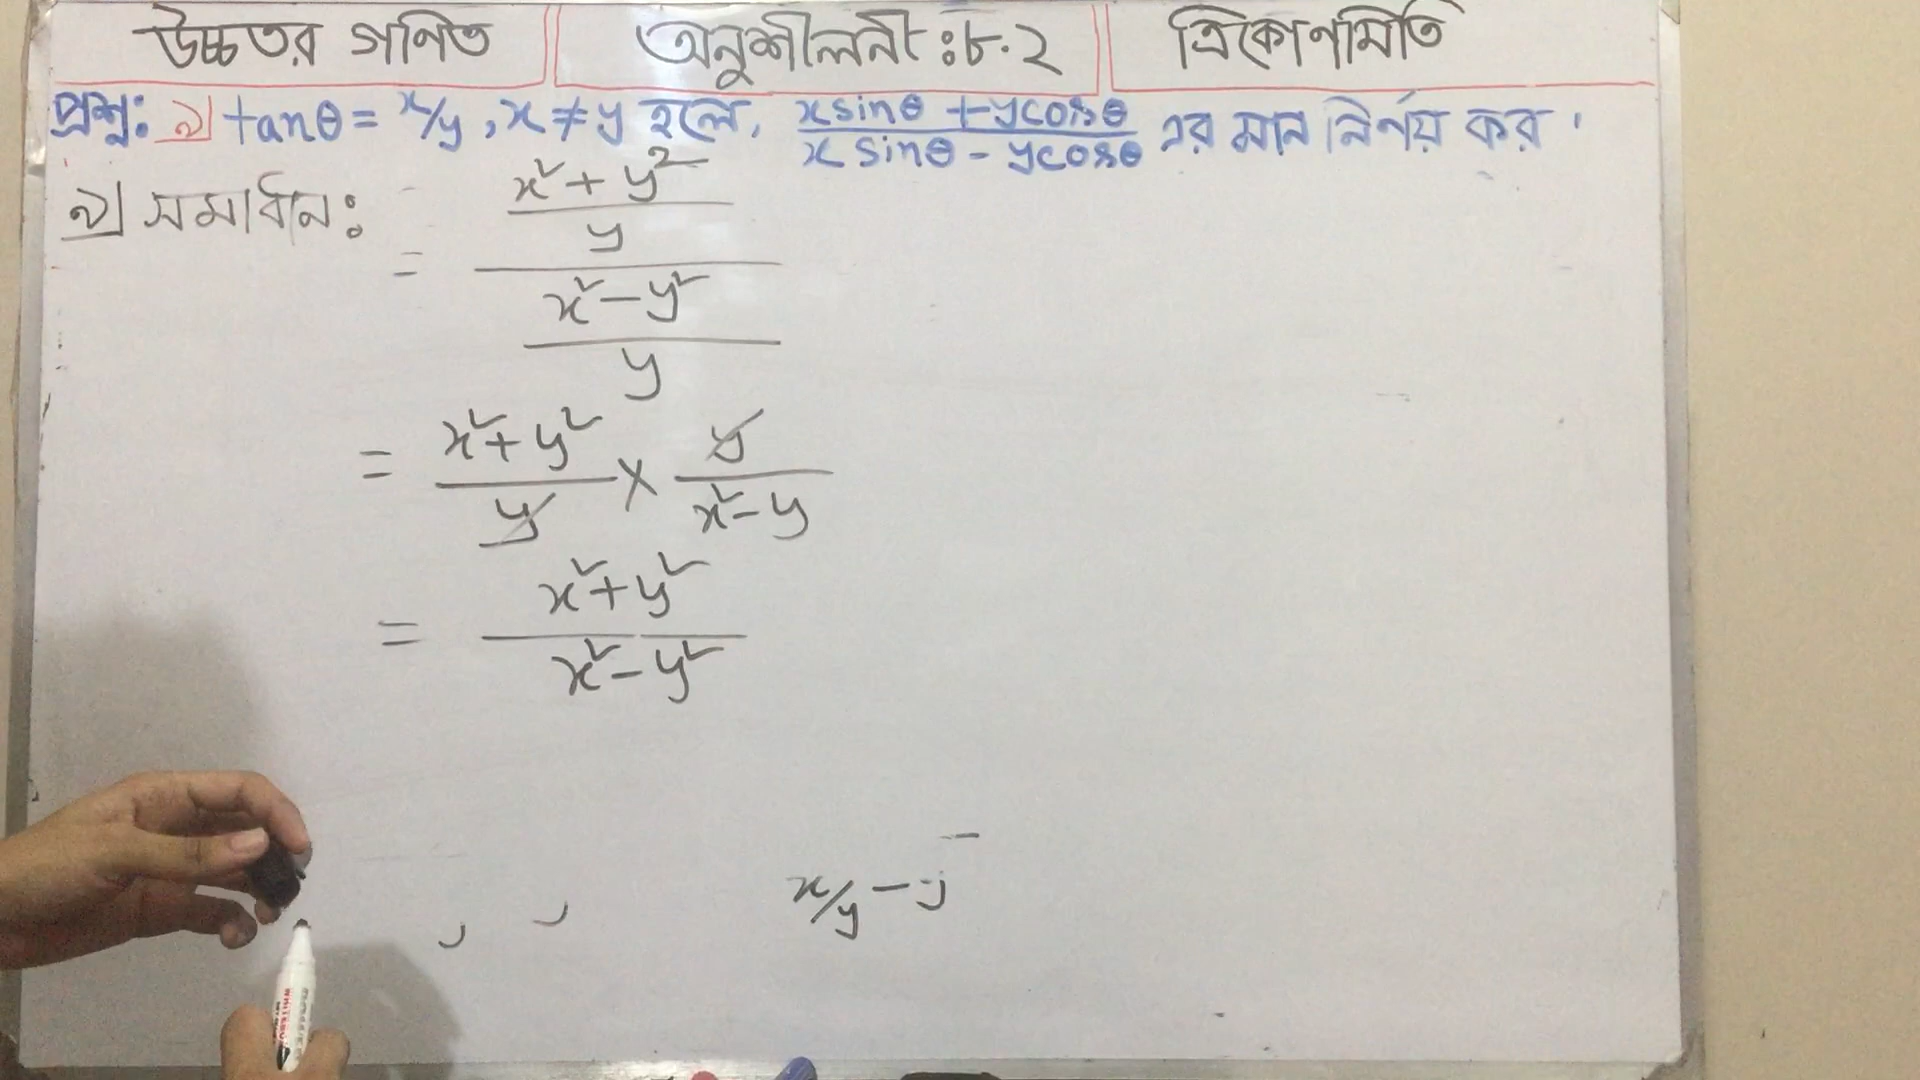 উচ্চতর গণিত অনুশীলনী:৮.২ ত্রিকোণমিতি
প্রশ্ন: ৯) tanθ = x/y, x ≠ y হলে, (x sinθ + y cosθ)/(x sinθ - y cosθ) এর মান নির্ণয় কর।
৯) সমাধান:
= ((x²+y²)/y)/((x²-y²)/y)
= (x²+y²)/y × y/(x²-y)
= (x²+y²)/(x²-y²)
x/y -